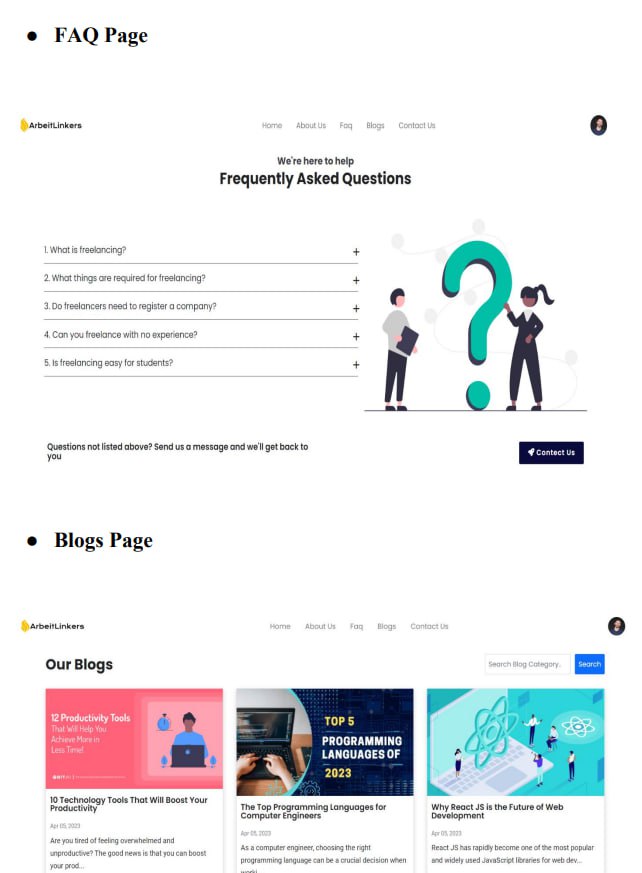 ● FAQ Page
ArbeitLinkers
Home About Us Faq Blogs Contact Us
We're here to help
Frequently Asked Questions
1. What is freelancing? +
2. What things are required for freelancing? +
3. Do freelancers need to register a company? +
4. Can you freelance with no experience? +
5. Is freelancing easy for students? +
Questions not listed above? Send us a message and we'll get back to
you
Contect Us
● Blogs Page
ArbeitLinkers
Home About Us Faq Blogs Contact Us
Our Blogs
Search Blog Category..
Search
12 Productivity Tools
That Will Help You
Achieve More in
Less Time!
TOP 5
PROGRAMMING
LANGUAGES OF
2023
10 Technology Tools That Will Boost Your
Productivity
Apr 05, 2023
Are you tired of feeling overwhelmed and
unproductive? The good news is that you can boost
your prod...
The Top Programming Languages for
Computer Engineers
Apr 05, 2023
As a computer engineer, choosing the right
programming language can be a crucial decision when
Why React JS is the Future of Web
Development
Apr 05, 2023
React JS has rapidly become one of the most popular
and widely used JavaScript libraries for web dev...